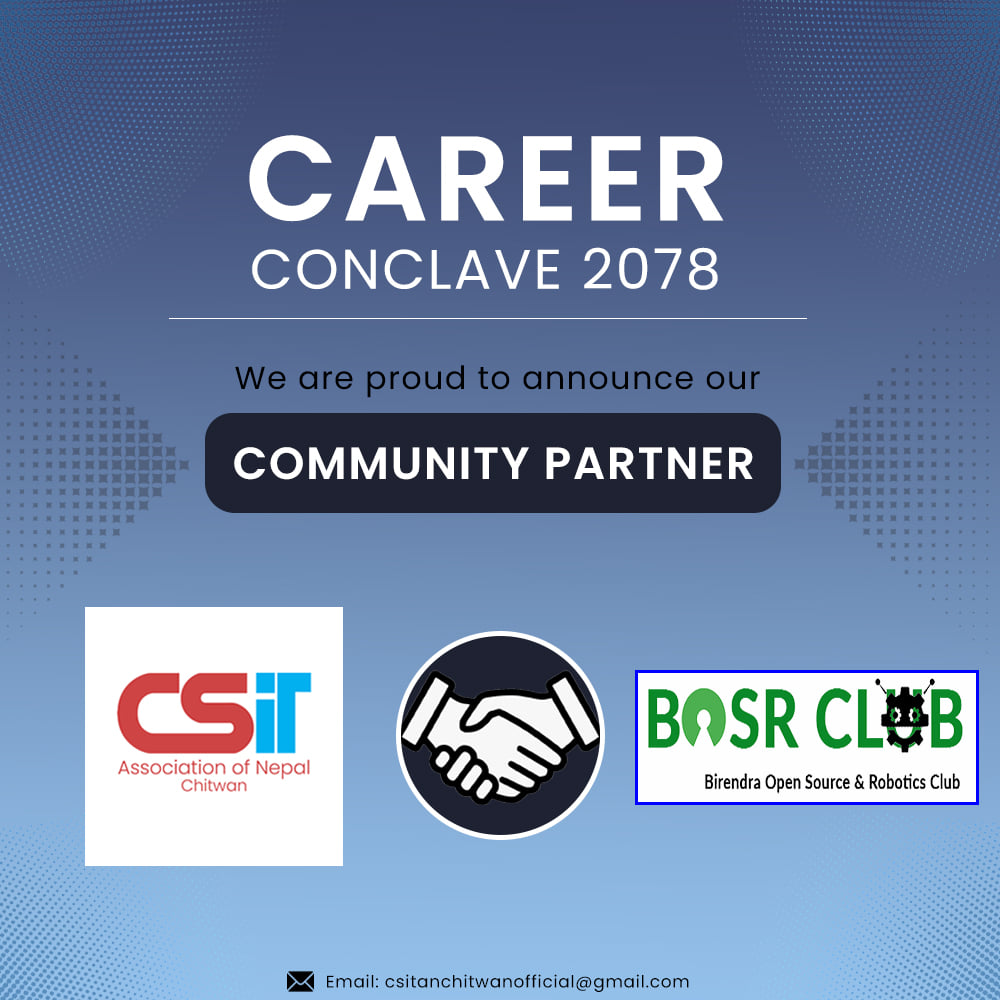 CAREER
CONCLAVE 2078
We are proud to announce our
COMMUNITY PARTNER
CSiT
Association of Nepal
Chitwan
BOSR CLUB
Birendra Open Source & Robotics Club
Email: csitanchitwanofficial@gmail.com